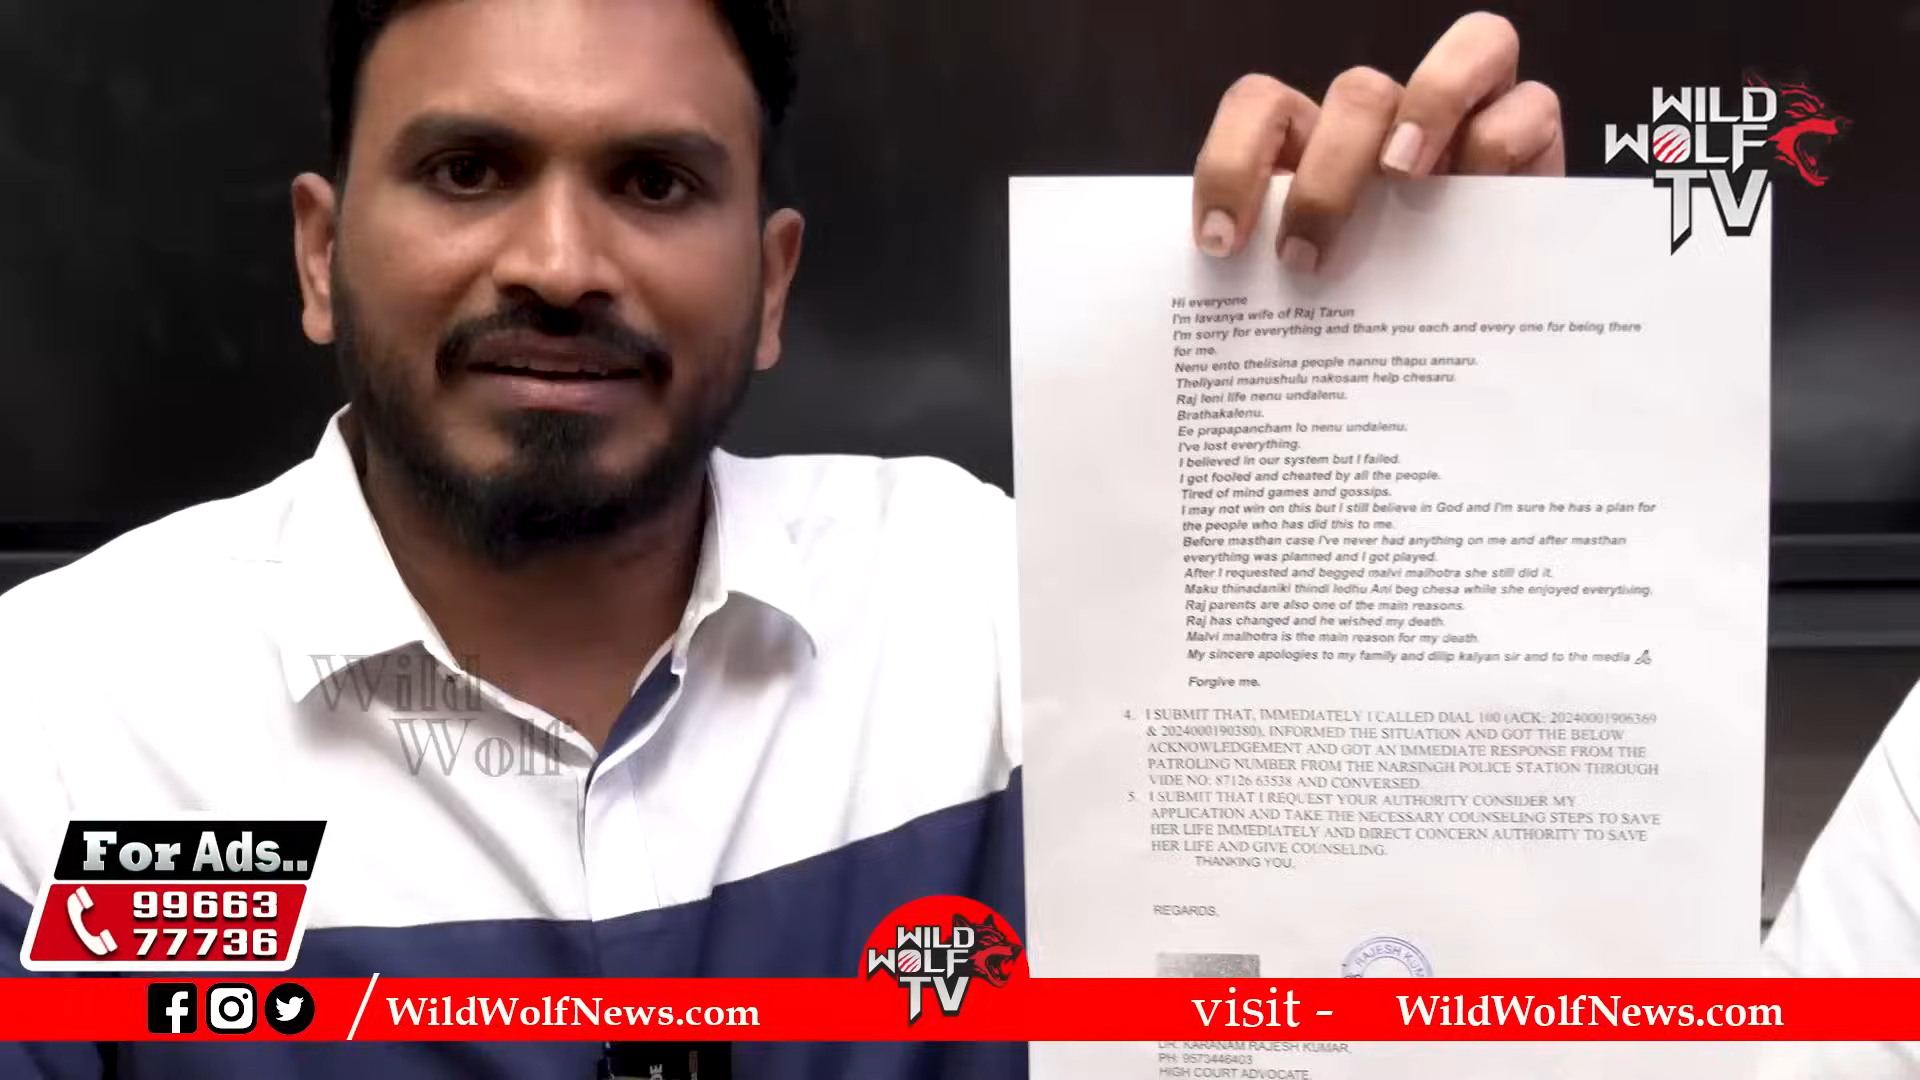 WILD
WOLF
TV
Hi everyone
I'm lavanya wife of Raj Tarun
I'm sorry for everything and thank you each and every one for being there
for me.
Nenu ento thelisina people nannu thapu annaru.
Theliyani manushulu nakosam help chesaru.
Raj leni life nenu undalenu.
Brathakalenu.
Ee prapapancham lo nenu undalenu.
I've lost everything.
I believed in our system but I failed.
I got fooled and cheated by all the people.
Tired of mind games and gossips.
I may not win on this but I still believe in God and I'm sure he has a plan for
the people who has did this to me.
Before masthan case I've never had anything on me and after masthan
everything was planned and I got played.
After I requested and begged malvi malhotra she still did it.
Maku thinadaniki thindi ledhu Ani beg chesa while she enjoyed everything.
Raj parents are also one of the main reasons.
Raj has changed and he wished my death.
Malvi malhotra is the main reason for my death.
My sincere apologies to my family and dilip kalyan sir and to the media 🙏
Forgive me.
4. I SUBMIT THAT, IMMEDIATELY I CALLED DIAL 100 (ACK: 20240001906369
& 2024000190380), INFORMED THE SITUATION AND GOT THE BELOW
ACKNOWLEDGEMENT AND GOT AN IMMEDIATE RESPONSE FROM THE
PATROLING NUMBER FROM THE NARSINGH POLICE STATION THROUGH
VIDE NO: 87126 63538 AND CONVERSED.
5. I SUBMIT THAT I REQUEST YOUR AUTHORITY CONSIDER MY
APPLICATION AND TAKE THE NECESSARY COUNSELING STEPS TO SAVE
HER LIFE IMMEDIATELY AND DIRECT CONCERN AUTHORITY TO SAVE
HER LIFE AND GIVE COUNSELING.
THANKING YOU.
REGARDS,
RAJESH KUM
DR. KARANAM RAJESH KUMAR,
PH: 9573446403
HIGH COURT ADVOCATE.
Wild
Wolf
For Ads..
99663
77736
WILD
WOLF
TV
WildWolfNews.com
visit - WildWolfNews.com